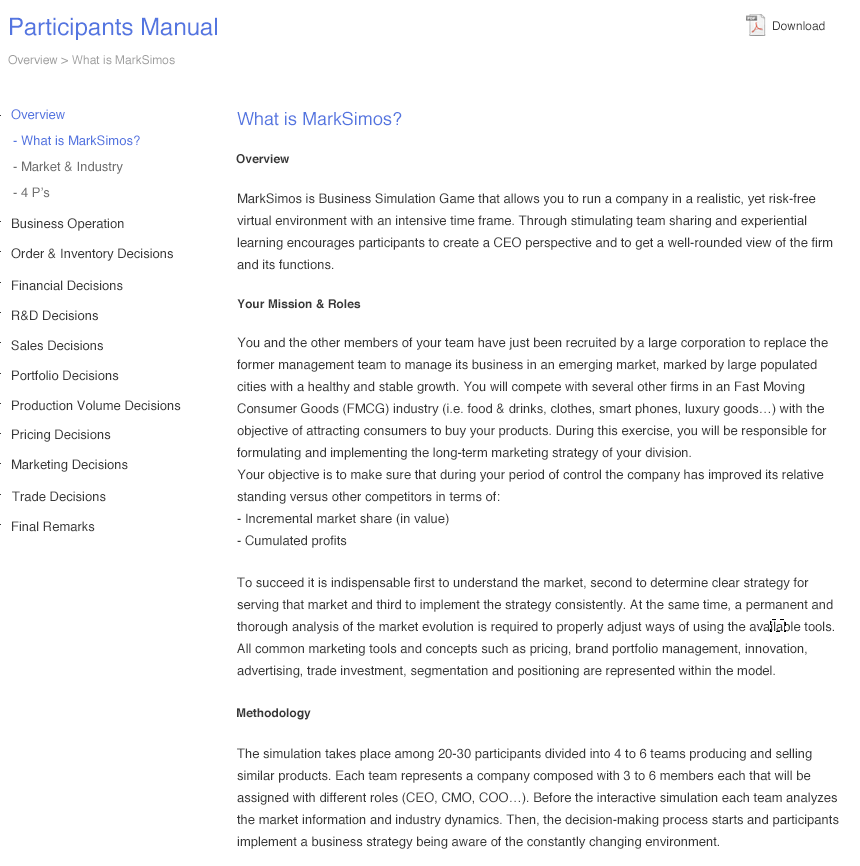 Participants Manual
Download
Overview > What is MarkSimos
Overview
- What is MarkSimos?
- Market & Industry
- 4 P's
Business Operation
Order & Inventory Decisions
Financial Decisions
R&D Decisions
Sales Decisions
Portfolio Decisions
Production Volume Decisions
Pricing Decisions
Marketing Decisions
Trade Decisions
Final Remarks
What is MarkSimos?
Overview
MarkSimos is Business Simulation Game that allows you to run a company in a realistic, yet risk-free
virtual environment with an intensive time frame. Through stimulating team sharing and experiential
learning encourages participants to create a CEO perspective and to get a well-rounded view of the firm
and its functions.
Your Mission & Roles
You and the other members of your team have just been recruited by a large corporation to replace the
former management team to manage its business in an emerging market, marked by large populated
cities with a healthy and stable growth. You will compete with several other firms in an Fast Moving
Consumer Goods (FMCG) industry (i.e. food & drinks, clothes, smart phones, luxury goods…) with the
objective of attracting consumers to buy your products. During this exercise, you will be responsible for
formulating and implementing the long-term marketing strategy of your division.
Your objective is to make sure that during your period of control the company has improved its relative
standing versus other competitors in terms of:
- Incremental market share (in value)
- Cumulated profits
To succeed it is indispensable first to understand the market, second to determine clear strategy for
serving that market and third to implement the strategy consistently. At the same time, a permanent and
thorough analysis of the market evolution is required to properly adjust ways of using the available tools.
All common marketing tools and concepts such as pricing, brand portfolio management, innovation,
advertising, trade investment, segmentation and positioning are represented within the model.
Methodology
The simulation takes place among 20-30 participants divided into 4 to 6 teams producing and selling
similar products. Each team represents a company composed with 3 to 6 members each that will be
assigned with different roles (CEO, CMO, COO…). Before the interactive simulation each team analyzes
the market information and industry dynamics. Then, the decision-making process starts and participants
implement a business strategy being aware of the constantly changing environment.